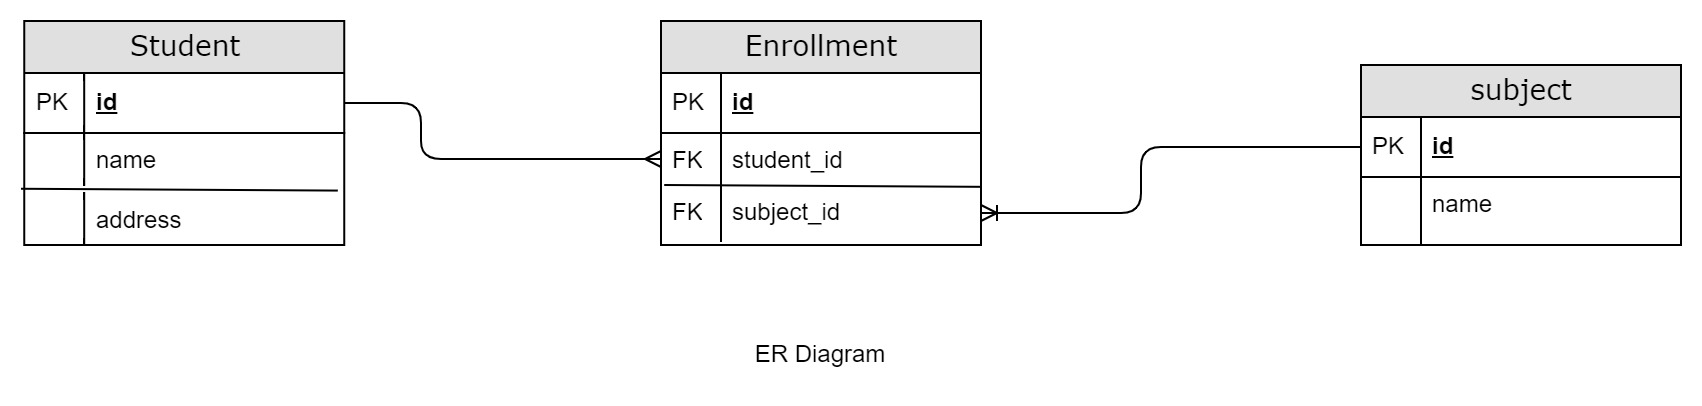 Student
PK id
name
address
Enrollment
PK id
FK student_id
FK subject_id
subject
PK id
name
ER Diagram